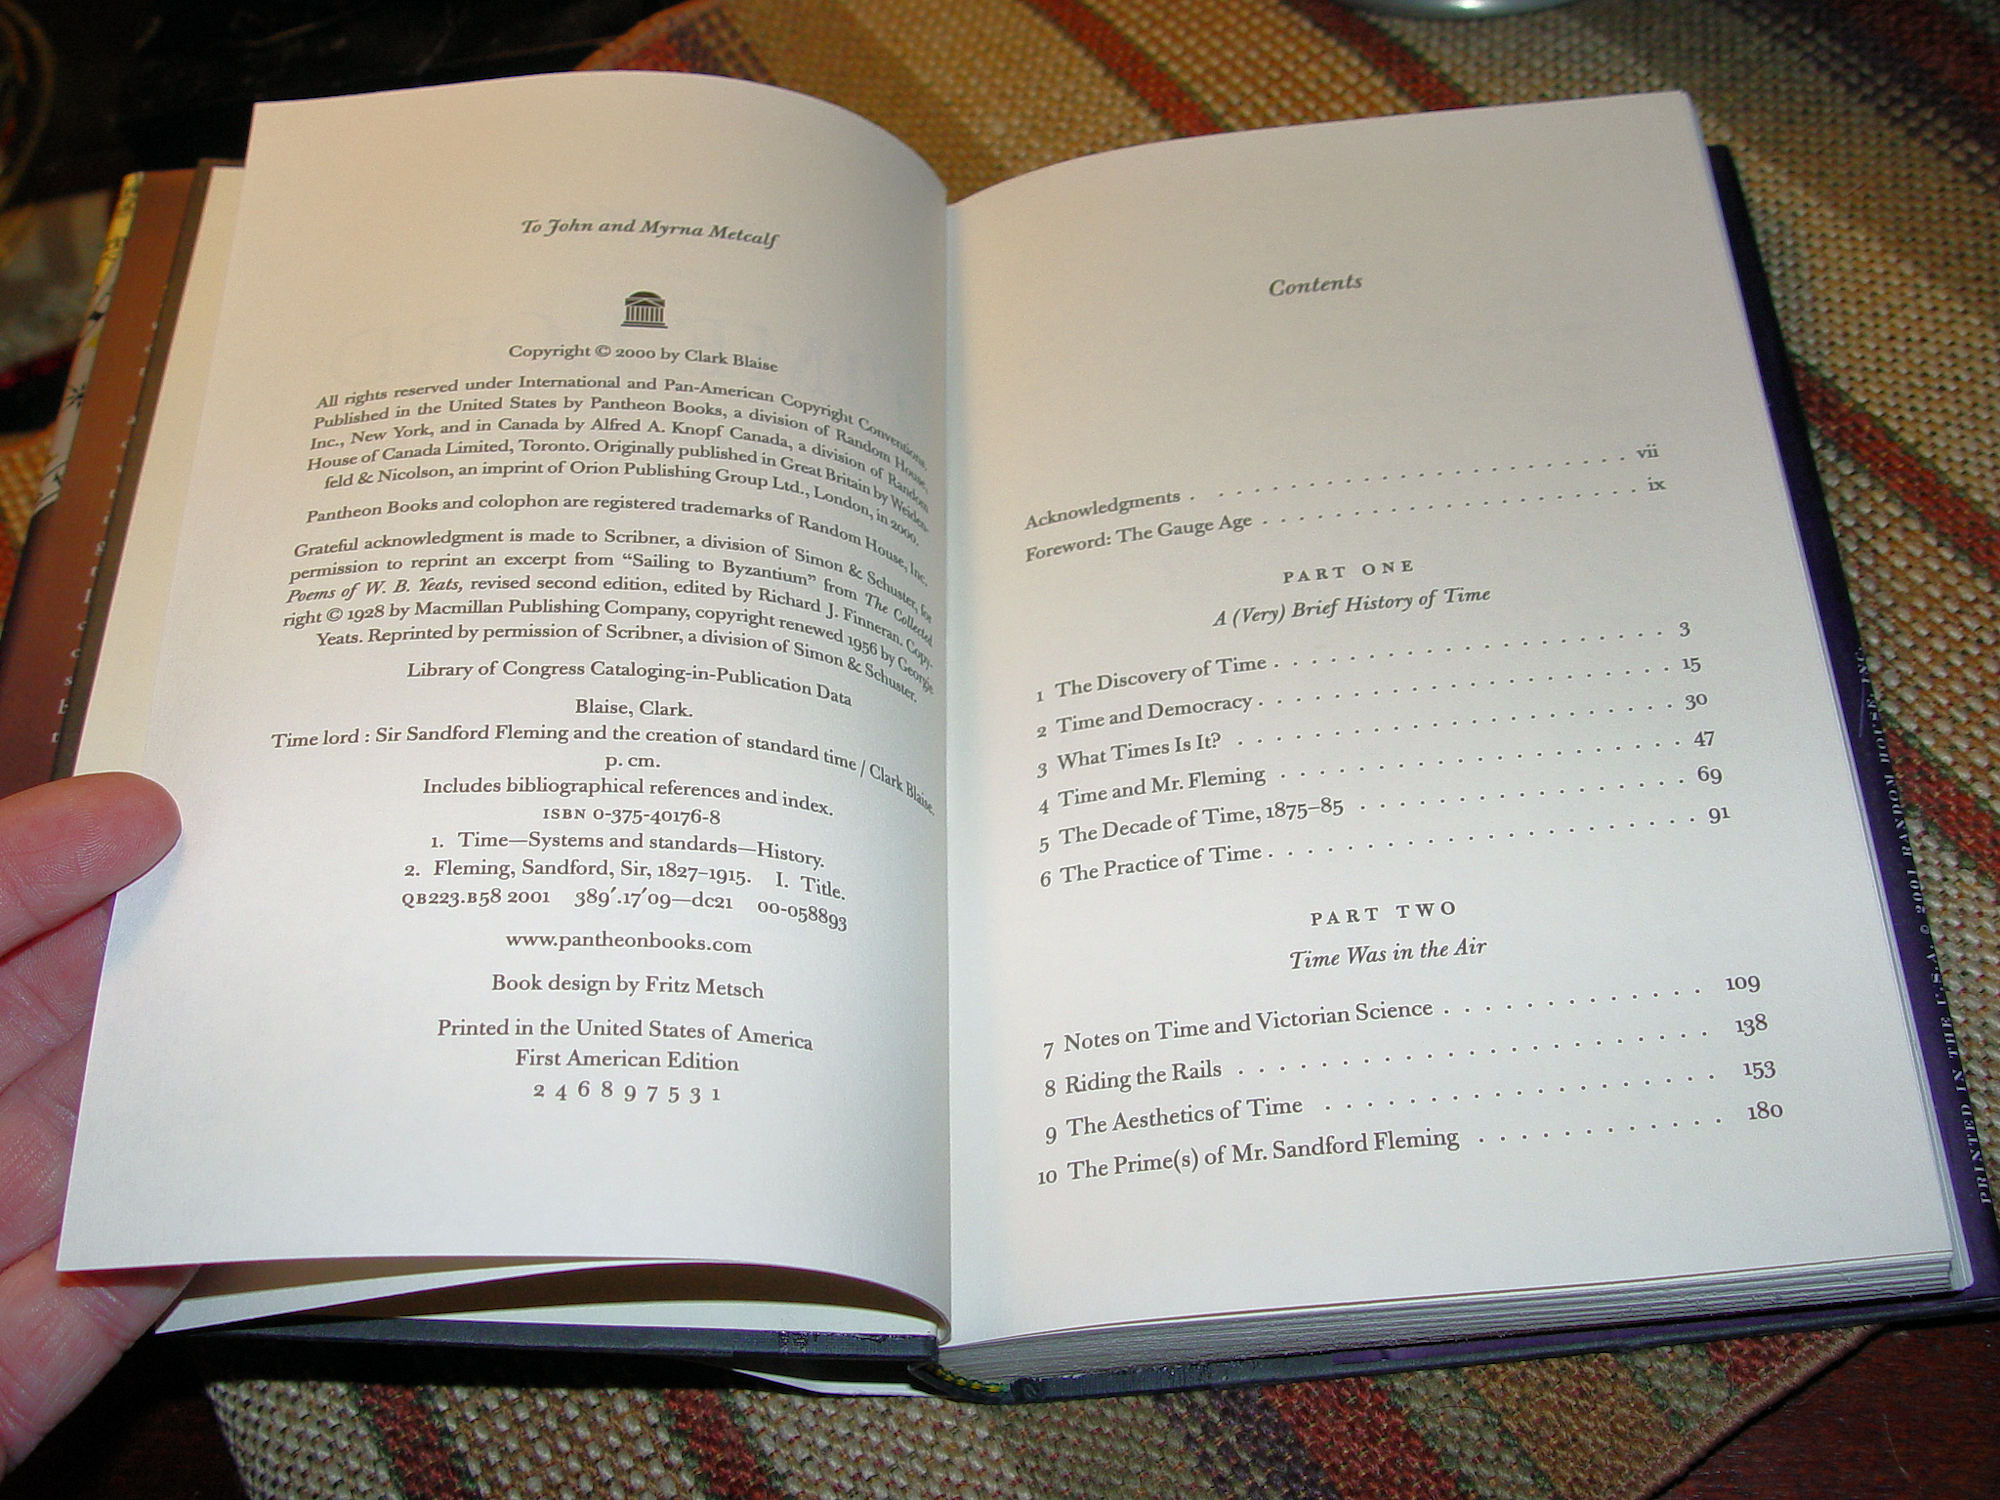 To John and Myrna Metcalf
Copyright © 2000 by Clark Blaise
All rights reserved under International and Pan-American Copyright Conventions.
Published in the United States by Pantheon Books, a division of Random House,
Inc., New York, and in Canada by Alfred A. Knopf Canada, a division of Random
House of Canada Limited, Toronto. Originally published in Great Britain by Weiden-
feld & Nicolson, an imprint of Orion Publishing Group Ltd., London, in 2000.
Pantheon Books and colophon are registered trademarks of Random House, Inc.
Grateful acknowledgment is made to Scribner, a division of Simon & Schuster, for
permission to reprint an excerpt from “Sailing to Byzantium” from The Collected
Poems of W. B. Yeats, revised second edition, edited by Richard J. Finneran. Copy-
right © 1928 by Macmillan Publishing Company, copyright renewed 1956 by Georgie
Yeats. Reprinted by permission of Scribner, a division of Simon & Schuster.
Library of Congress Cataloging-in-Publication Data
Blaise, Clark.
Time lord : Sir Sandford Fleming and the creation of standard time / Clark Blaise.
p. cm.
Includes bibliographical references and index.
ISBN 0-375-40176-8
1. Time—Systems and standards—History.
2. Fleming, Sandford, Sir, 1827–1915. I. Title.
QB223.B58 2001 389′.17′09—dc21 00-058893
www.pantheonbooks.com
Book design by Fritz Metsch
Printed in the United States of America
First American Edition
2 4 6 8 9 7 5 3 1
Contents
Acknowledgments . . . . . . . . . . . . . . . . . . . vii
Foreword: The Gauge Age . . . . . . . . . . . . . . . . ix
PART ONE
A (Very) Brief History of Time
1 The Discovery of Time . . . . . . . . . . . . . . . . 3
2 Time and Democracy . . . . . . . . . . . . . . . . . 15
3 What Times Is It? . . . . . . . . . . . . . . . . . . 30
4 Time and Mr. Fleming . . . . . . . . . . . . . . . . 47
5 The Decade of Time, 1875–85 . . . . . . . . . . . . . 69
6 The Practice of Time . . . . . . . . . . . . . . . . 91
PART TWO
Time Was in the Air
7 Notes on Time and Victorian Science . . . . . . . . . . . 109
8 Riding the Rails . . . . . . . . . . . . . . . . . . 138
9 The Aesthetics of Time . . . . . . . . . . . . . . . 153
10 The Prime(s) of Mr. Sandford Fleming . . . . . . . . . . 180
PRINTED IN THE U.S.A. © 2001 RANDOM HOUSE, INC.